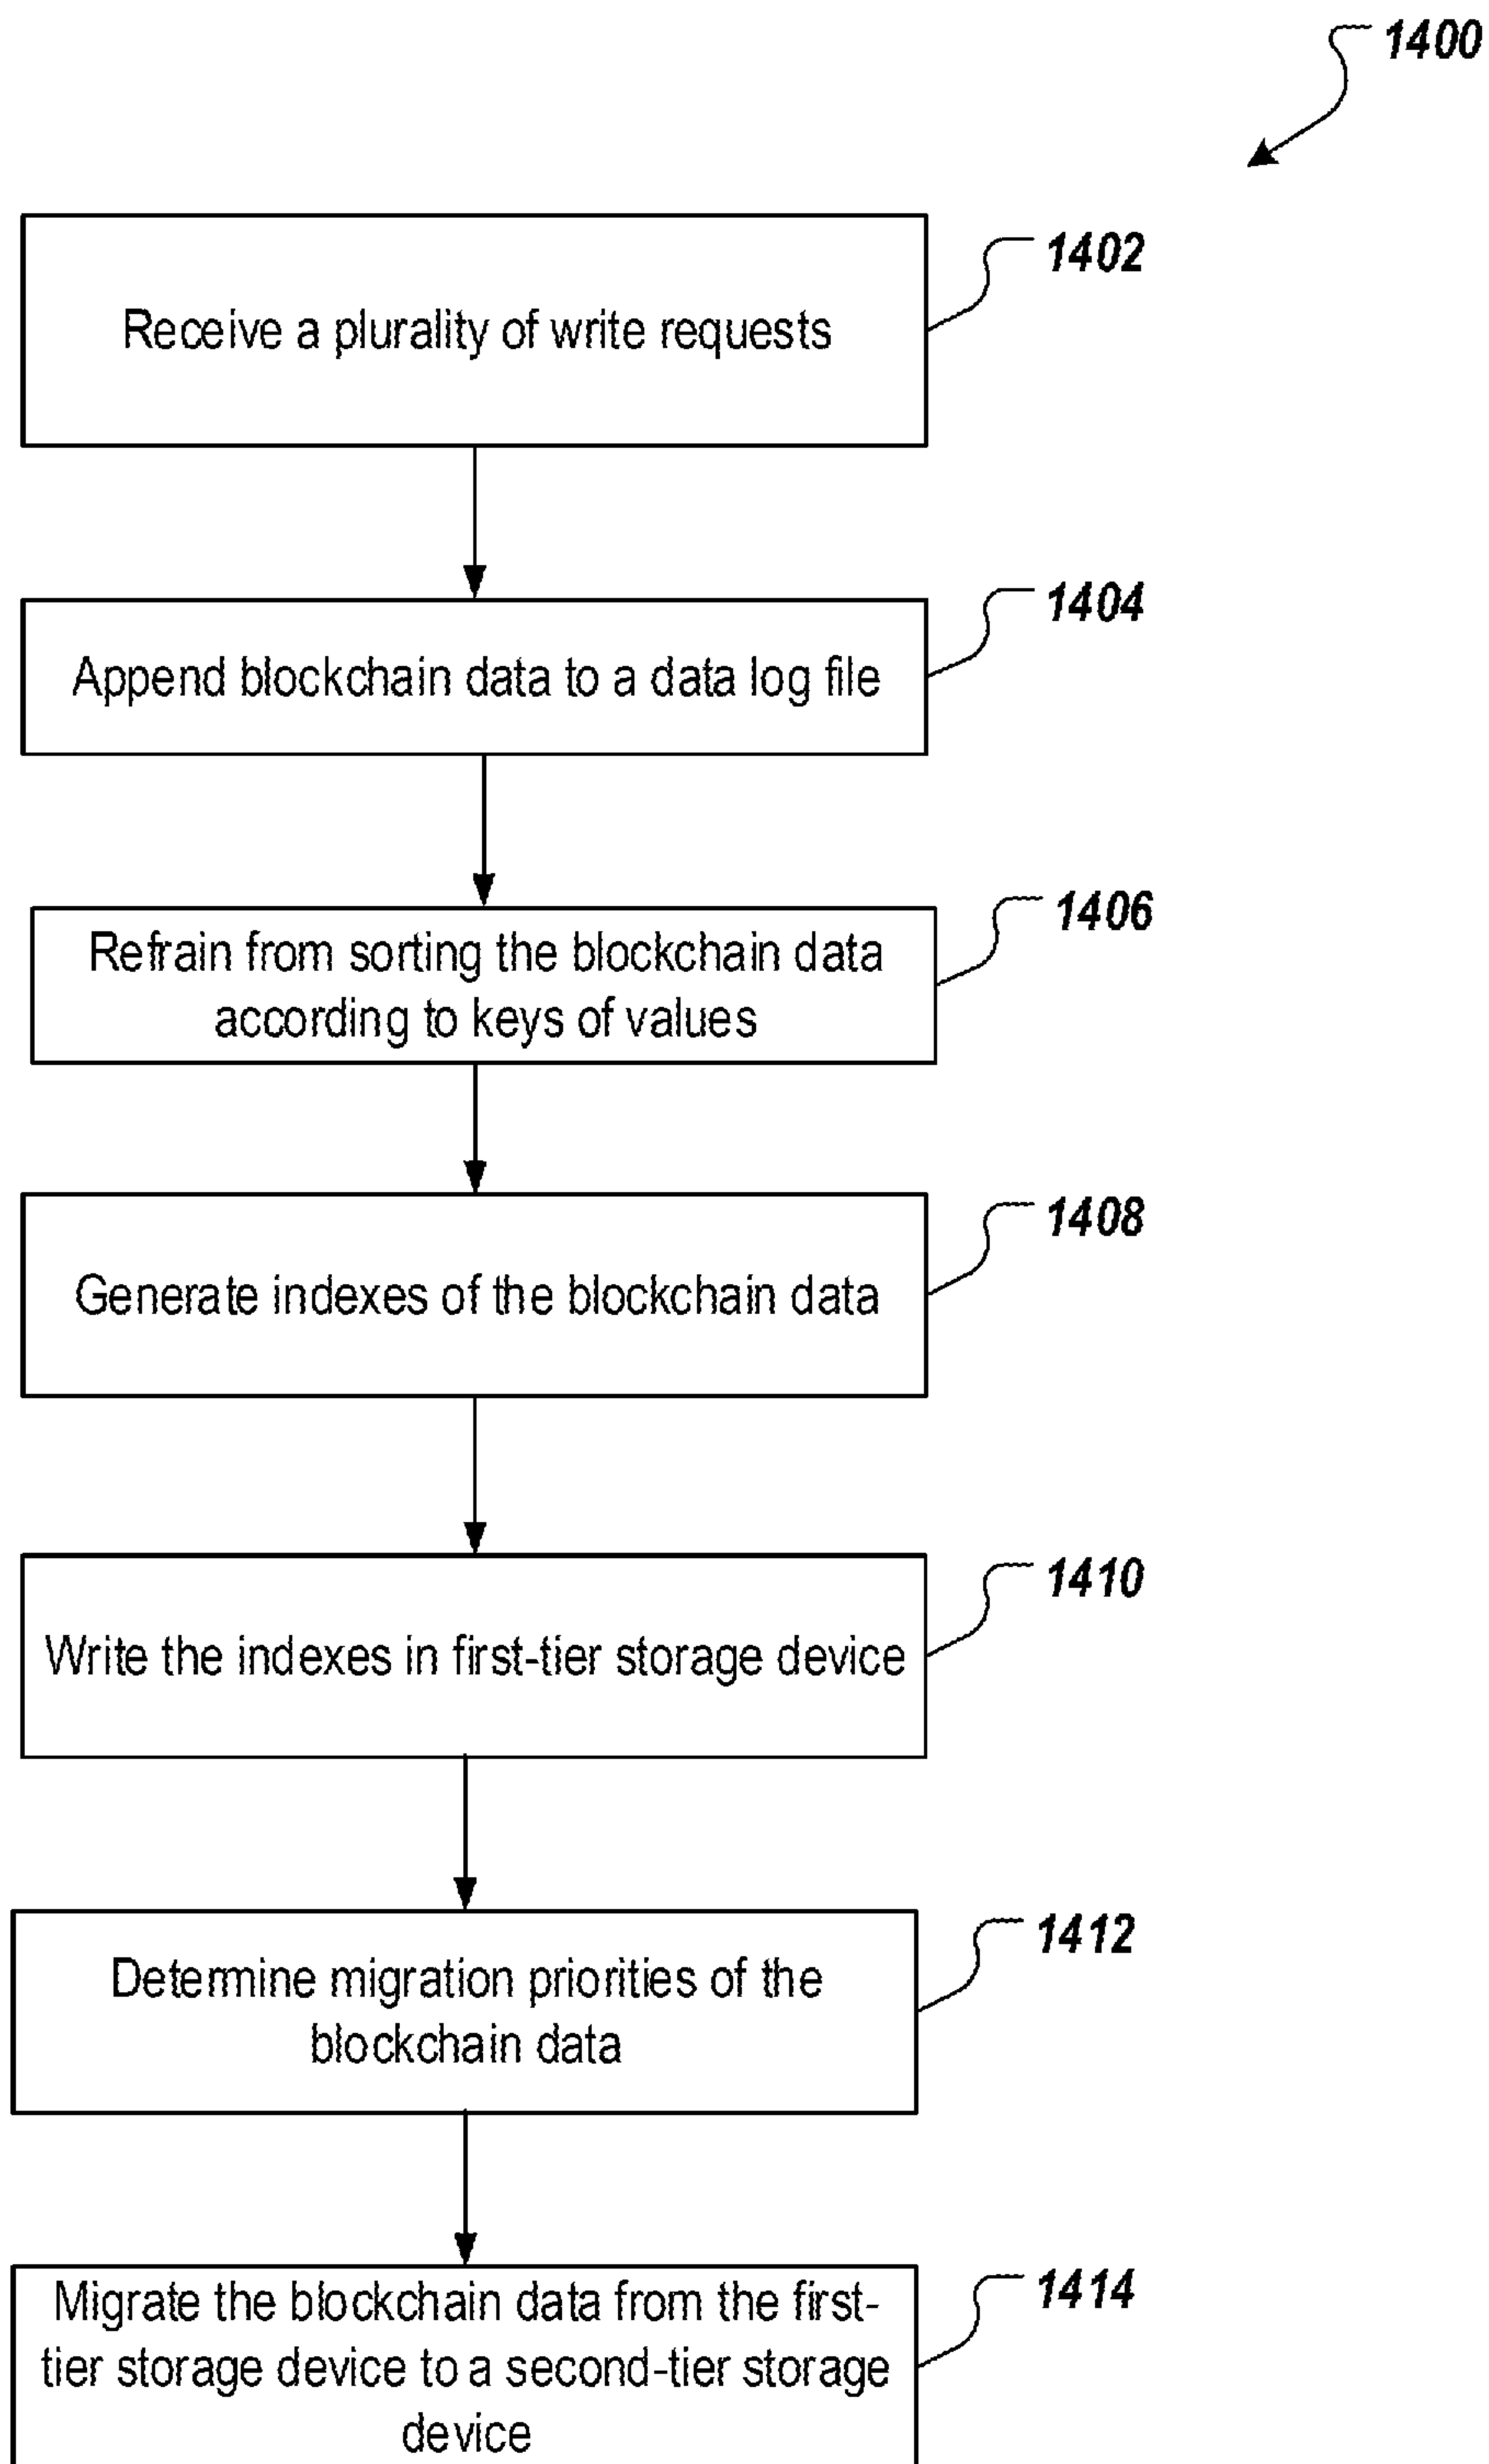 1400
1402
Receive a plurality of write requests
1404
Append blockchain data to a data log file
1406
Refrain from sorting the blockchain data
according to keys of values
1408
Generate indexes of the blockchain data
1410
Write the indexes in first-tier storage device
1412
Determine migration priorities of the
blockchain data
1414
Migrate the blockchain data from the first-
tier storage device to a second-tier storage
device